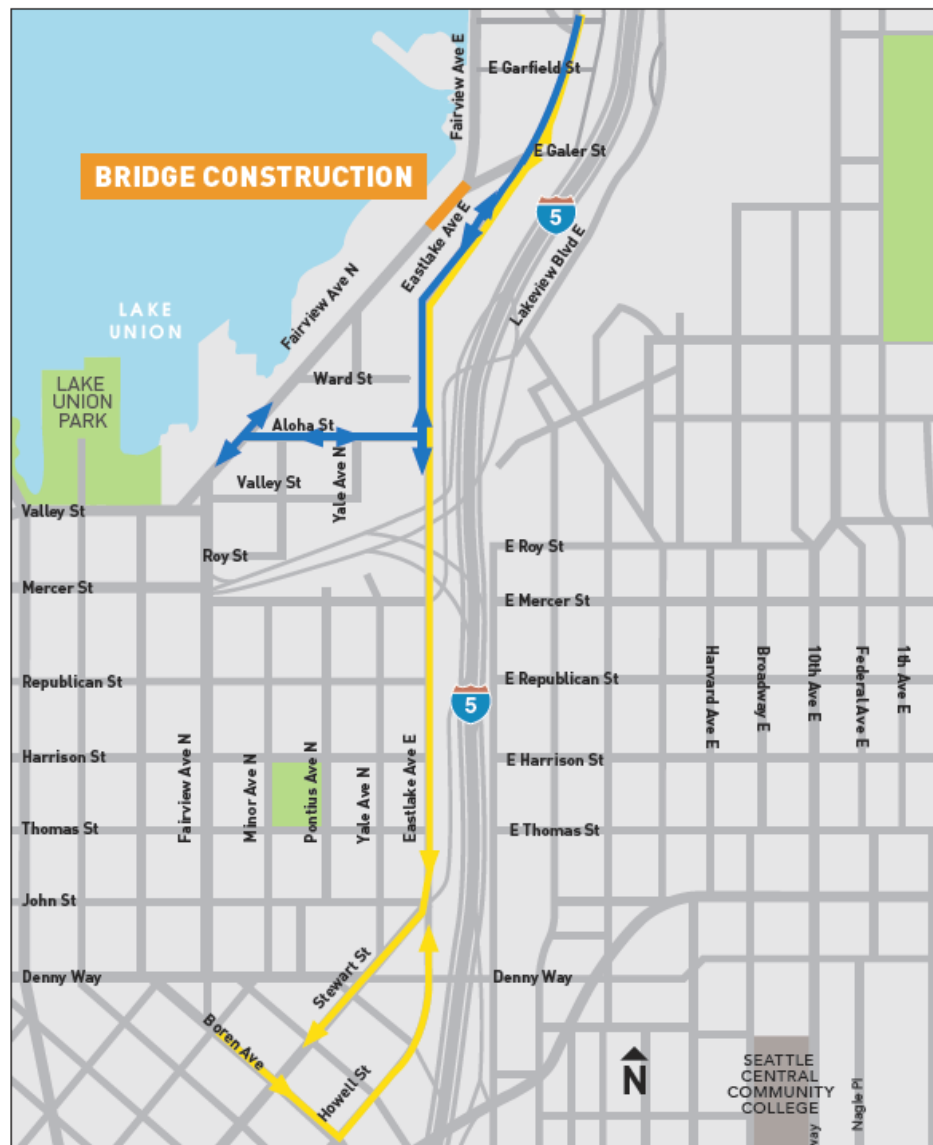 Fairview Ave E
E Garfield St
E Galer St
BRIDGE CONSTRUCTION
5
Eastlake Ave E
Lakeview Blvd E
Fairview Ave N
LAKE
UNION
LAKE
UNION
PARK
Ward St
Aloha St
Yale Ave N
Valley St
Valley St
Roy St
E Roy St
Mercer St
E Mercer St
Republican St
E Republican St
5
Harvard Ave E
Broadway E
10th Ave E
Federal Ave E
1th Ave E
Harrison St
E Harrison St
Fairview Ave N
Minor Ave N
Pontius Ave N
Yale Ave N
Eastlake Ave E
Thomas St
E Thomas St
John St
Stewart St
Denny Way
Denny Way
Boren Ave
Howell St
N
SEATTLE
CENTRAL
COMMUNITY
COLLEGE
Nagle Pl
way